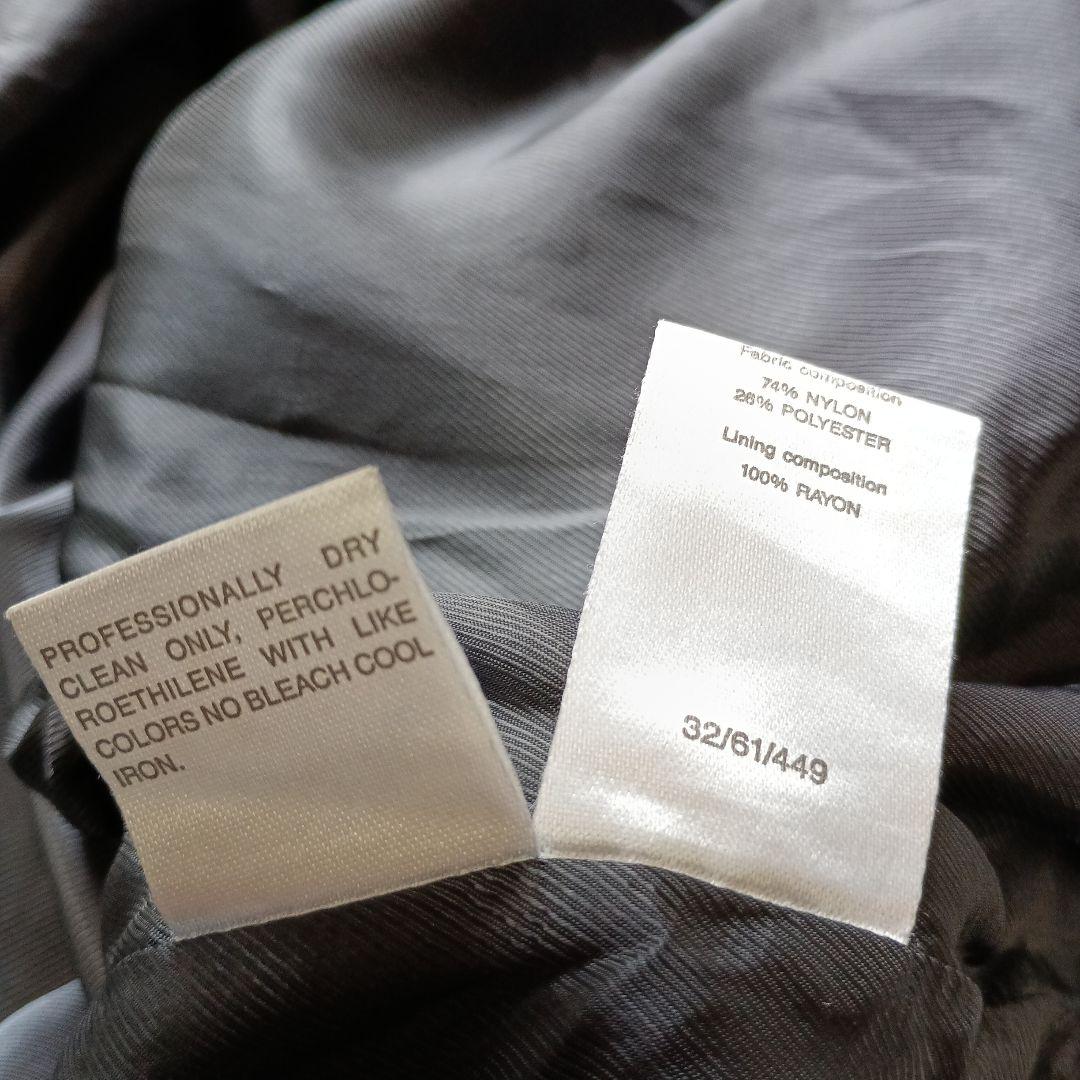 PROFESSIONALLY DRY
CLEAN ONLY, PERCHLO-
ROETHILENE WITH LIKE
COLORS NO BLEACH COOL
IRON.
Fabric composition
74% NYLON
26% POLYESTER
Lining composition
100% RAYON
32/61/449